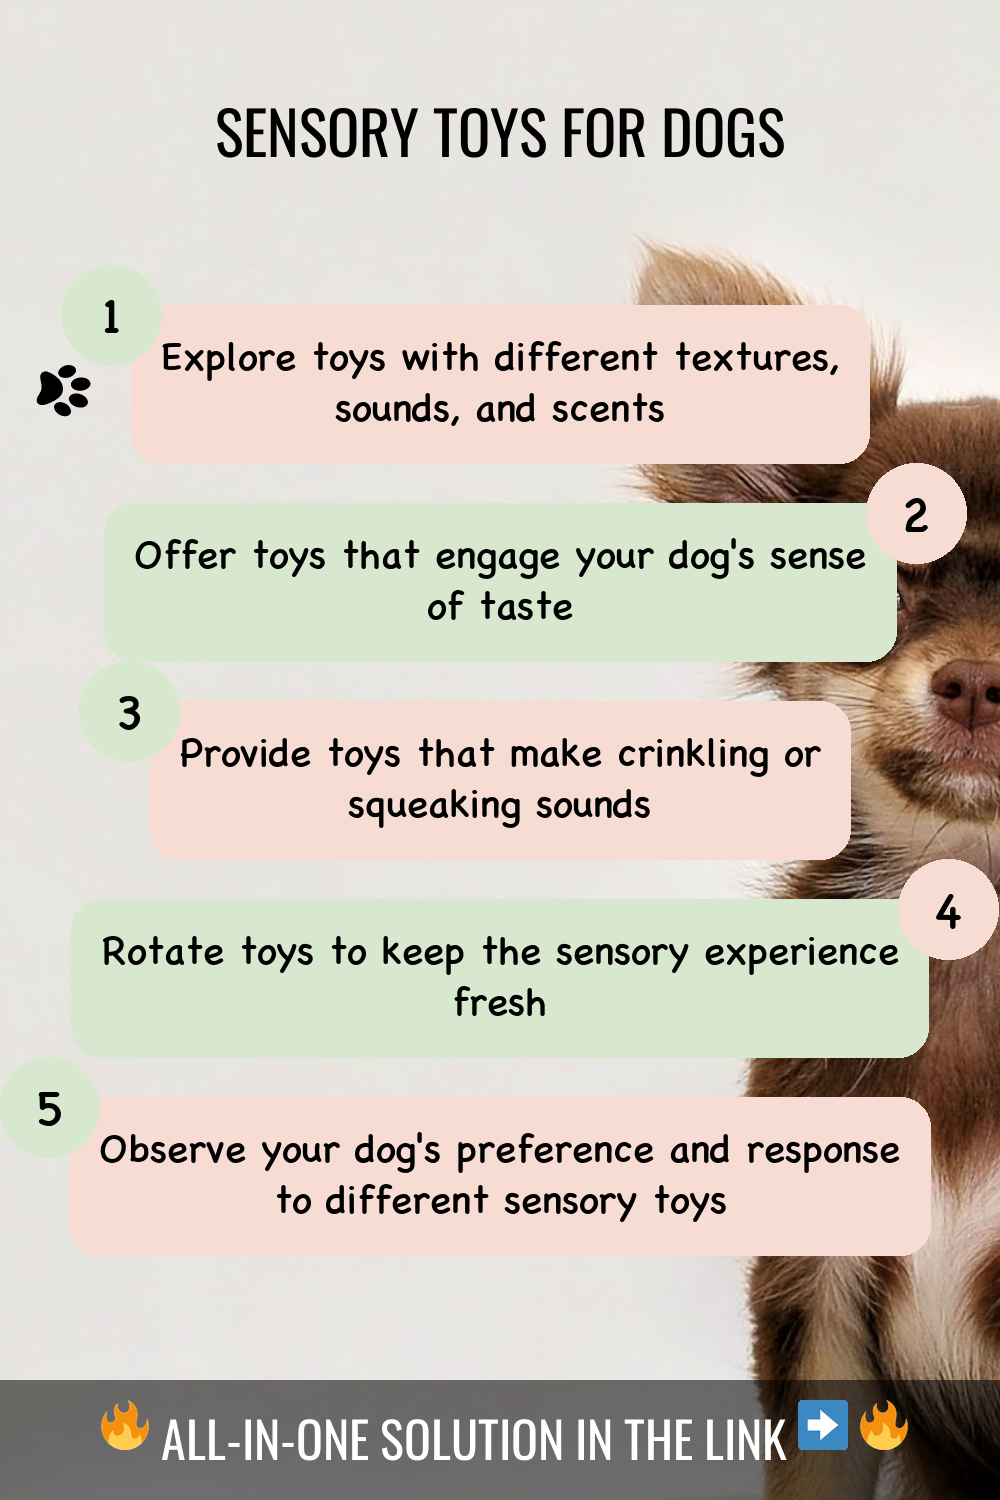 SENSORY TOYS FOR DOGS
1
Explore toys with different textures,
sounds, and scents
2
Offer toys that engage your dog's sense
of taste
3
Provide toys that make crinkling or
squeaking sounds
4
Rotate toys to keep the sensory experience
fresh
5
Observe your dog's preference and response
to different sensory toys
🔥 ALL-IN-ONE SOLUTION IN THE LINK ➡️ 🔥